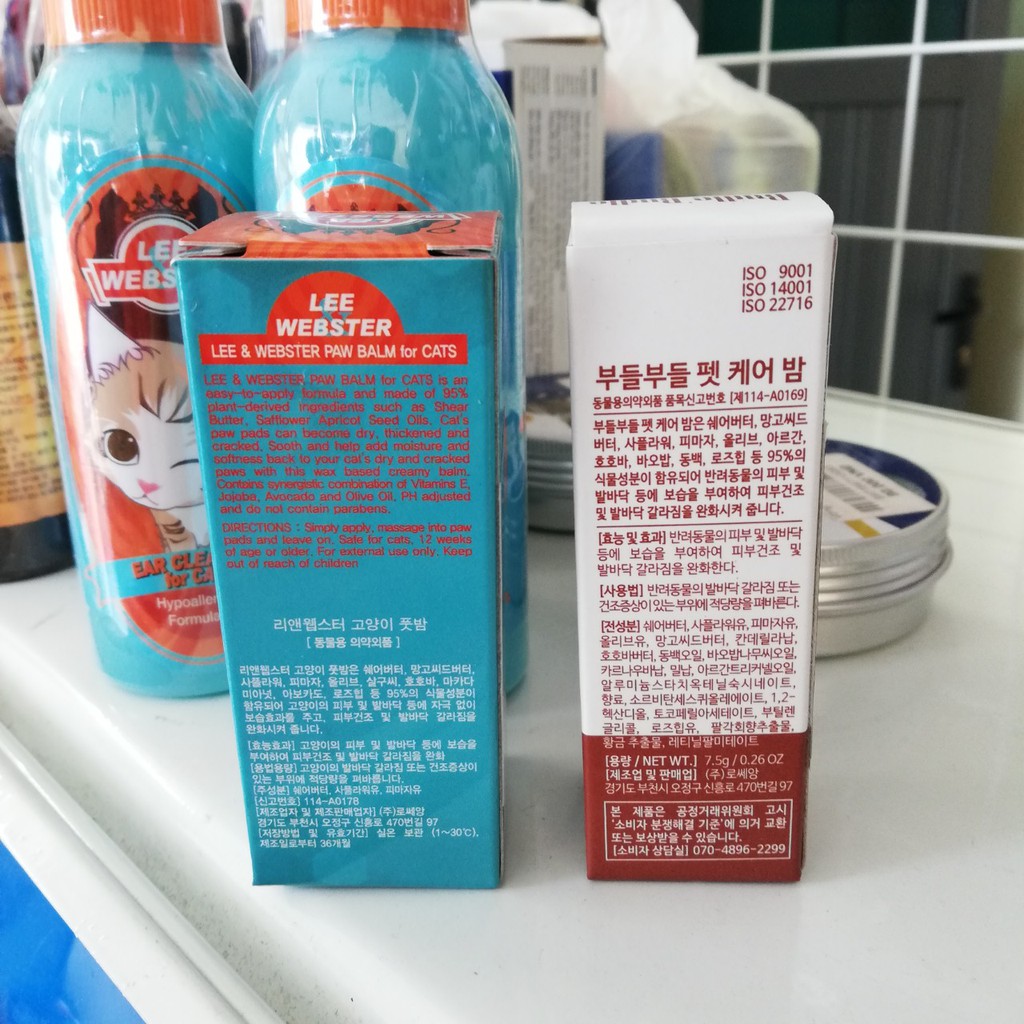 LEE
WEBS
EAR CLEA
for CA
Hypoaller
Formula
LEE
WEBSTER
LEE & WEBSTER PAW BALM for CATS
LEE & WEBSTER PAW BALM for CATS is an
easy-to-apply formula and made of 95%
plant-derived ingredients such as Shear
Butter, Safflower Apricot Seed Oils. Cat's
paw pads can become dry, thickened and
cracked. Sooth and help add moisture and
softness back to your cat's dry and cracked
paws with this wax based creamy balm.
Contains synergistic combination of Vitamins E,
Jojoba, Avocado and Olive Oil. PH adjusted
and do not contain parabens.
DIRECTIONS : Simply apply, massage into paw
pads and leave on. Safe for cats, 12 weeks
of age or older. For external use only. Keep
out of reach of children
리앤웹스터 고양이 풋밤
[ 동물용 의약외품 ]
리앤웹스터 고양이 풋밤은 쉐어버터, 망고씨드버터,
사플라워, 피마자, 올리브, 살구씨, 호호바, 마카다
미아넛, 아보카도, 로즈힙 등 95%의 식물성분이
함유되어 고양이의 피부 및 발바닥 등에 자극 없이
보습효과를 주고, 피부건조 및 발바닥 갈라짐을
완화시켜 줍니다.
[효능효과] 고양이의 피부 및 발바닥 등에 보습을
부여하여 피부건조 및 발바닥 갈라짐을 완화
[용법용량] 고양이의 발바닥 갈라짐 또는 건조증상이
있는 부위에 적당량을 펴바릅니다.
[주성분] 쉐어버터, 사플라워유, 피마자유
[신고번호] 114-A0178
[제조업자 및 제조판매업자] (주)로쎄앙
경기도 부천시 오정구 신흥로 470번길 97
[저장방법 및 유효기간] 실온 보관 (1~30℃),
제조일로부터 36개월
ISO 9001
ISO 14001
ISO 22716
부들부들 펫 케어 밤
동물용의약외품 품목신고번호 [제114-A0169]
부들부들 펫 케어 밤은 쉐어버터, 망고씨드
버터, 사플라워, 피마자, 올리브, 아르간,
호호바, 바오밥, 동백, 로즈힙 등 95%의
식물성분이 함유되어 반려동물의 피부 및
발바닥 등에 보습을 부여하여 피부건조
및 발바닥 갈라짐을 완화시켜 줍니다.
[효능 및 효과] 반려동물의 피부 및 발바닥
등에 보습을 부여하여 피부건조 및
발바닥 갈라짐을 완화한다.
[사용법] 반려동물의 발바닥 갈라짐 또는
건조증상이 있는 부위에 적당량을 펴바른다.
[전성분] 쉐어버터, 사플라워유, 피마자유,
올리브유, 망고씨드버터, 칸데릴라납,
호호바버터, 동백오일, 바오밥나무씨오일,
카르나우바납, 밀납, 아르간트리커넬오일,
알루미늄스타치옥테닐숙시네이트,
향료, 소르비탄세스퀴올레에이트, 1,2-
헥산디올, 토코페릴아세테이트, 부틸렌
글리콜, 로즈힙유, 팔각회향추출물,
황금 추출물, 레티닐팔미테이트
[용량 / NET WT.] 7.5g / 0.26 OZ
[제조업 및 판매업] (주)로쎄앙
경기도 부천시 오정구 신흥로 470번길 97
본 제품은 공정거래위원회 고시
'소비자 분쟁해결 기준'에 의거 교환
또는 보상받을 수 있습니다.
[소비자 상담실] 070-4896-2299